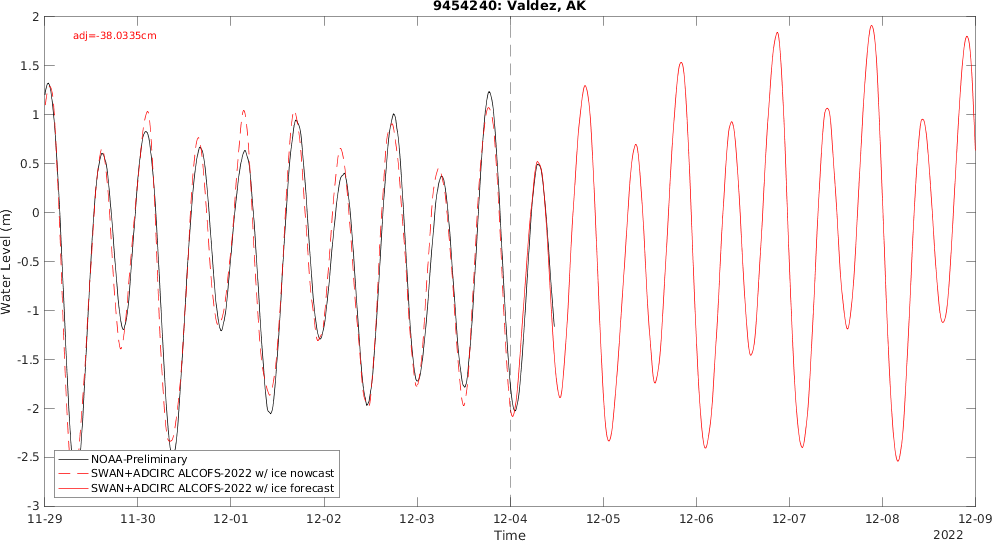 9454240: Valdez, AK
adj=-38.0335cm
2
1.5
1
0.5
0
-0.5
-1
-1.5
-2
-2.5
-3
Water Level (m)
NOAA-Preliminary
SWAN+ADCIRC ALCOFS-2022 w/ ice nowcast
SWAN+ADCIRC ALCOFS-2022 w/ ice forecast
11-29 11-30 12-01 12-02 12-03 12-04 12-05 12-06 12-07 12-08 12-09
Time
2022